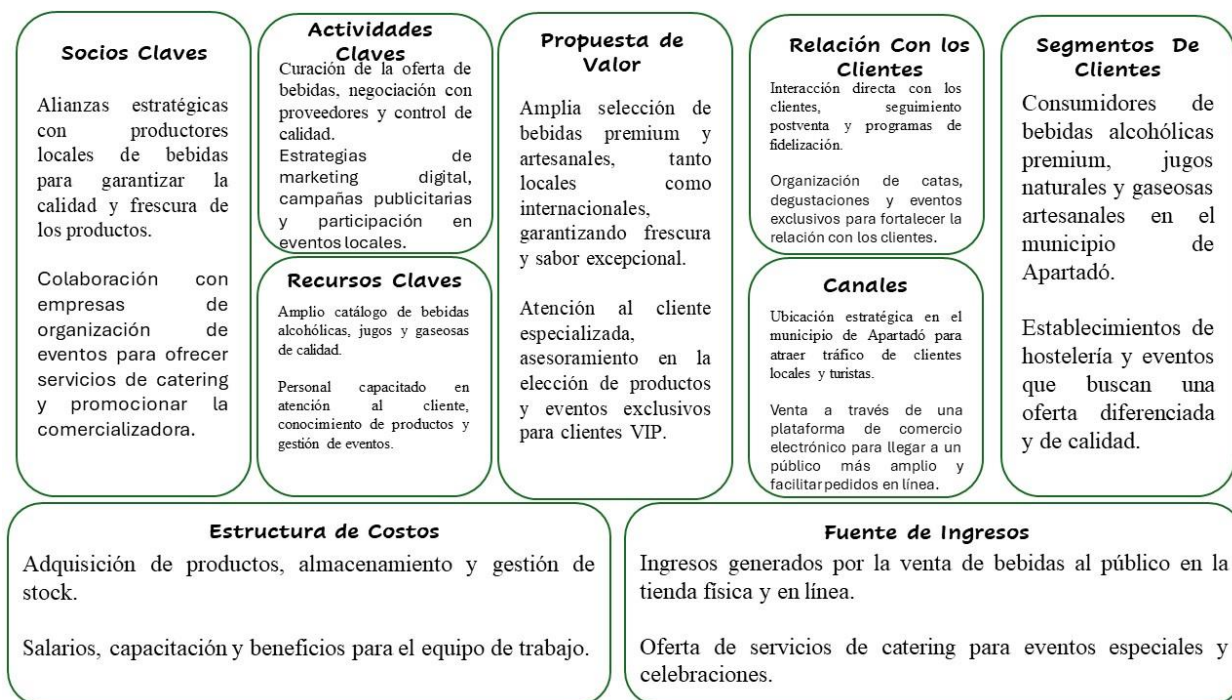 Socios Claves
Alianzas estratégicas
con productores
locales de bebidas
para garantizar la
calidad y frescura de
los productos.
Colaboración con
empresas de
organización de
eventos para ofrecer
servicios de catering
y promocionar la
comercializadora.
Actividades
Claves
Curación de la oferta de
bebidas, negociación con
proveedores y control de
calidad.
Estrategias de
marketing digital,
campañas publicitarias
y participación en
eventos locales.
Recursos Claves
Amplio catálogo de bebidas
alcohólicas, jugos y gaseosas
de calidad.
Personal capacitado en
atención al cliente,
conocimiento de productos y
gestión de eventos.
Propuesta de
Valor
Amplia selección de
bebidas premium y
artesanales, tanto
locales como
internacionales,
garantizando frescura
y sabor excepcional.
Atención al cliente
especializada,
asesoramiento en la
elección de productos
y eventos exclusivos
para clientes VIP.
Relación Con los
Clientes
Interacción directa con los
clientes, seguimiento
postventa y programas de
fidelización.
Organización de catas,
degustaciones y eventos
exclusivos para fortalecer la
relación con los clientes.
Canales
Ubicación estratégica en el
municipio de Apartadó para
atraer tráfico de clientes
locales y turistas.
Venta a través de una
plataforma de comercio
electrónico para llegar a un
público más amplio y
facilitar pedidos en línea.
Segmentos De
Clientes
Consumidores de
bebidas alcohólicas
premium, jugos
naturales y gaseosas
artesanales en el
municipio de
Apartadó.
Establecimientos de
hostelería y eventos
que buscan una
oferta diferenciada
y de calidad.
Estructura de Costos
Adquisición de productos, almacenamiento y gestión de
stock.
Salarios, capacitación y beneficios para el equipo de trabajo.
Fuente de Ingresos
Ingresos generados por la venta de bebidas al público en la
tienda física y en línea.
Oferta de servicios de catering para eventos especiales y
celebraciones.